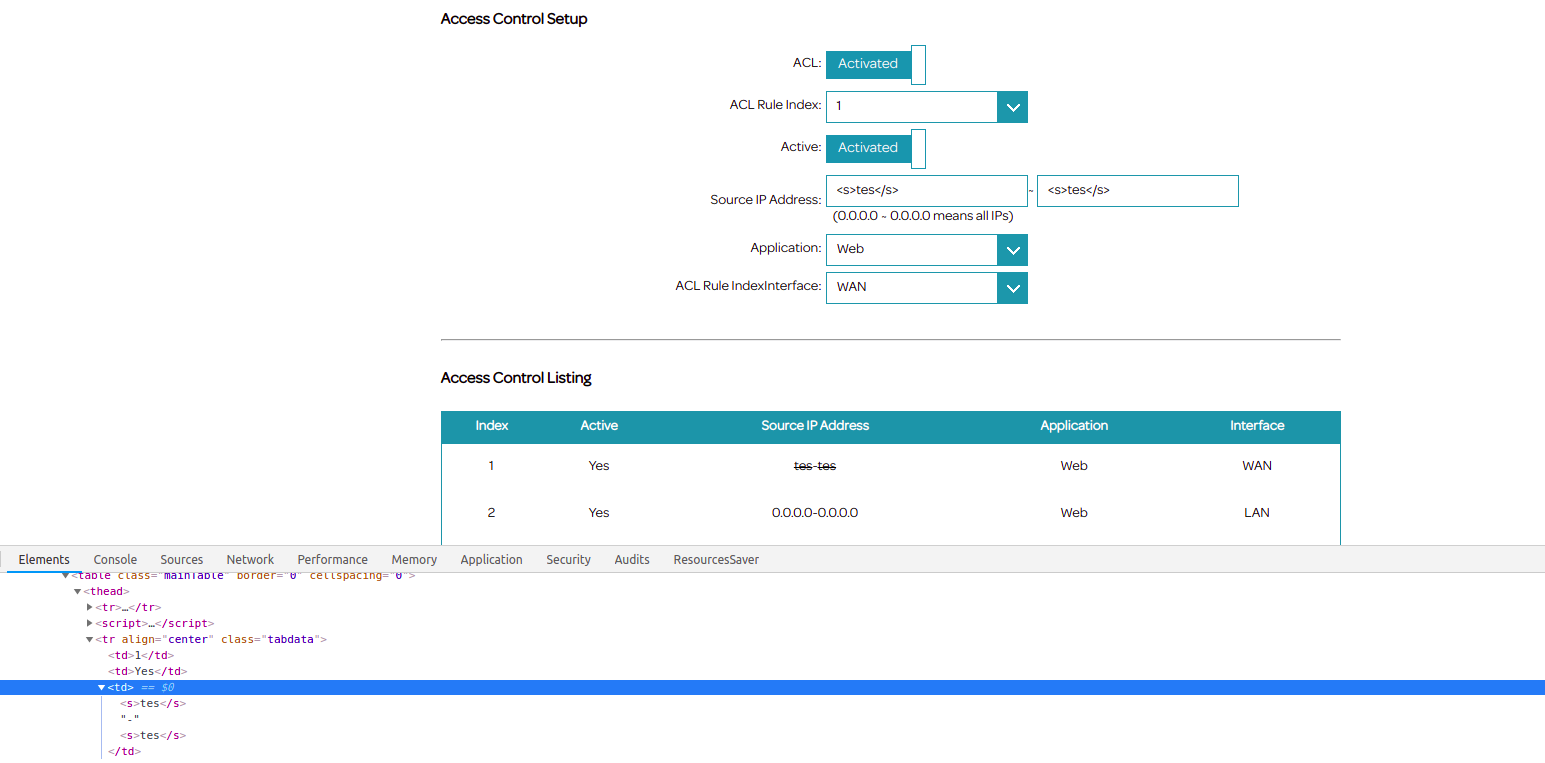 Access Control Setup
ACL: Activated
ACL Rule Index: 1
Active: Activated
Source IP Address: <s>tes</s> ~ <s>tes</s>
(0.0.0.0 ~ 0.0.0.0 means all IPs)
Application: Web
ACL Rule IndexInterface: WAN
Access Control Listing
Index Active Source IP Address Application Interface
1 Yes tes-tes Web WAN
2 Yes 0.0.0.0-0.0.0.0 Web LAN
Elements Console Sources Network Performance Memory Application Security Audits ResourcesSaver
<table class="mainTable" border="0" cellspacing="0">
<thead>
<tr>…</tr>
<script>…</script>
<tr align="center" class="tabdata">
<td>1</td>
<td>Yes</td>
<td> == $0
<s>tes</s>
"-"
<s>tes</s>
</td>